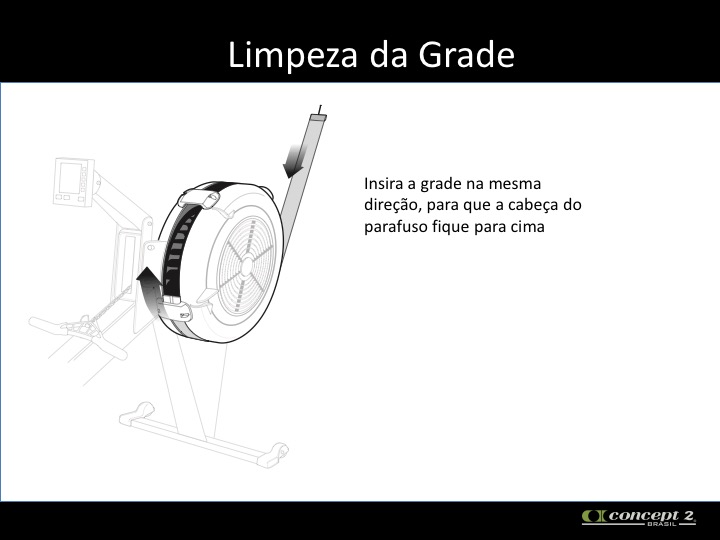 Limpeza da Grade
Insira a grade na mesma
direção, para que a cabeça do
parafuso fique para cima
concept 2
BRASIL